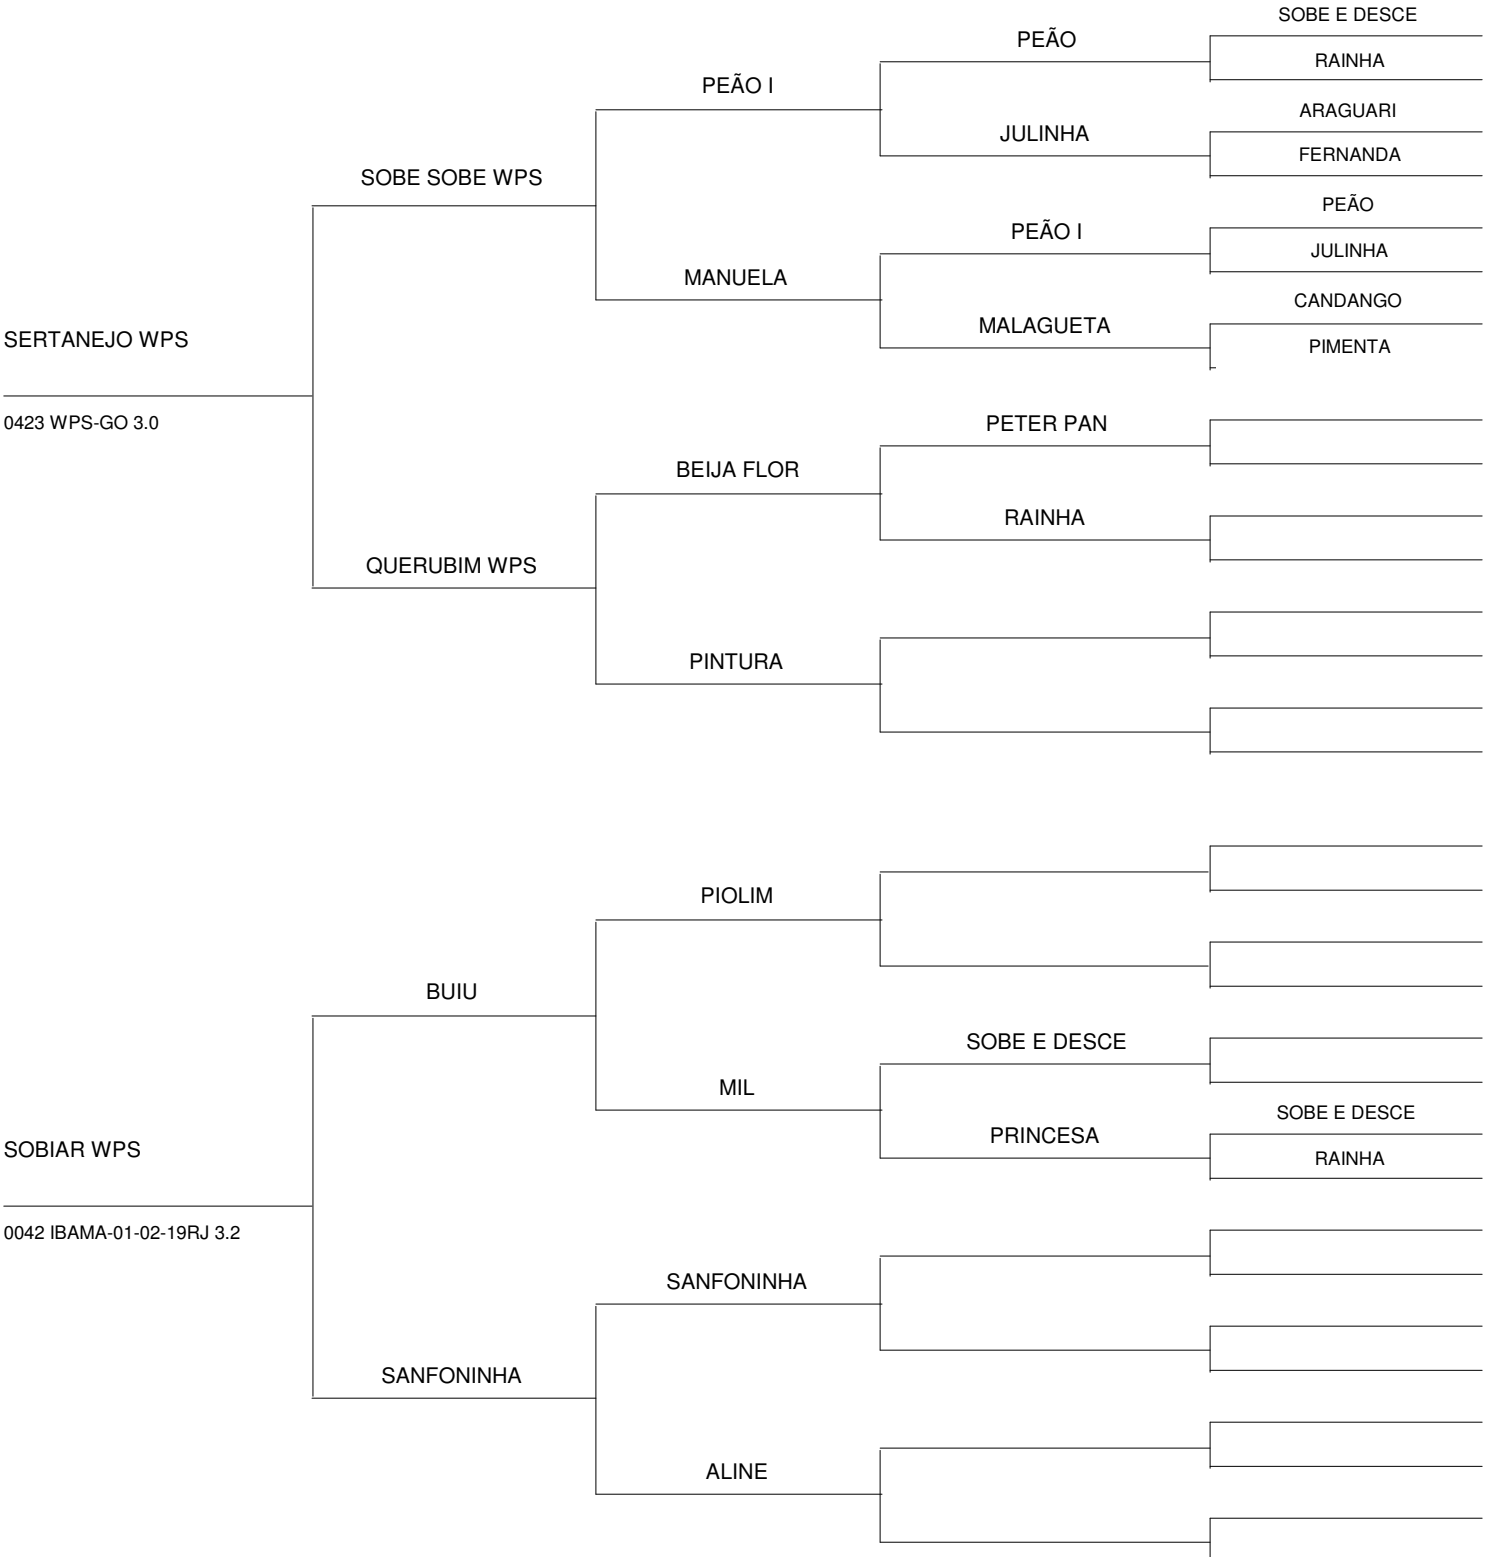 SOBE E DESCE
PEÃO
RAINHA
PEÃO I
ARAGUARI
JULINHA
FERNANDA
SOBE SOBE WPS
PEÃO
PEÃO I
JULINHA
MANUELA
CANDANGO
MALAGUETA
SERTANEJO WPS
PIMENTA
0423 WPS-GO 3.0
PETER PAN
BEIJA FLOR
RAINHA
QUERUBIM WPS
PINTURA
PIOLIM
BUIU
SOBE E DESCE
MIL
SOBE E DESCE
PRINCESA
SOBIAR WPS
RAINHA
0042 IBAMA-01-02-19RJ 3.2
SANFONINHA
SANFONINHA
ALINE